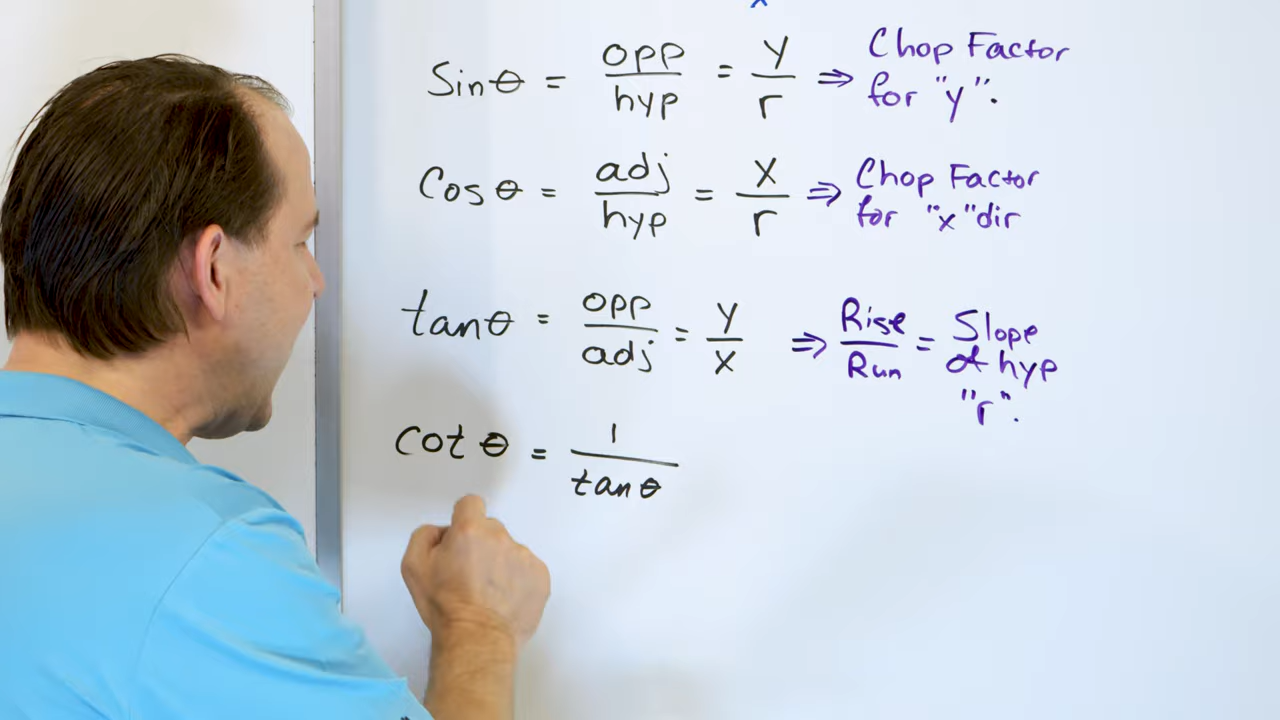 Sinθ = opp/hyp = y/r ⇒ Chop Factor for "y".
Cosθ = adj/hyp = x/r ⇒ Chop Factor for "x" dir
tanθ = opp/adj = y/x ⇒ Rise/Run = Slope of hyp "r".
cot θ = 1/tanθ